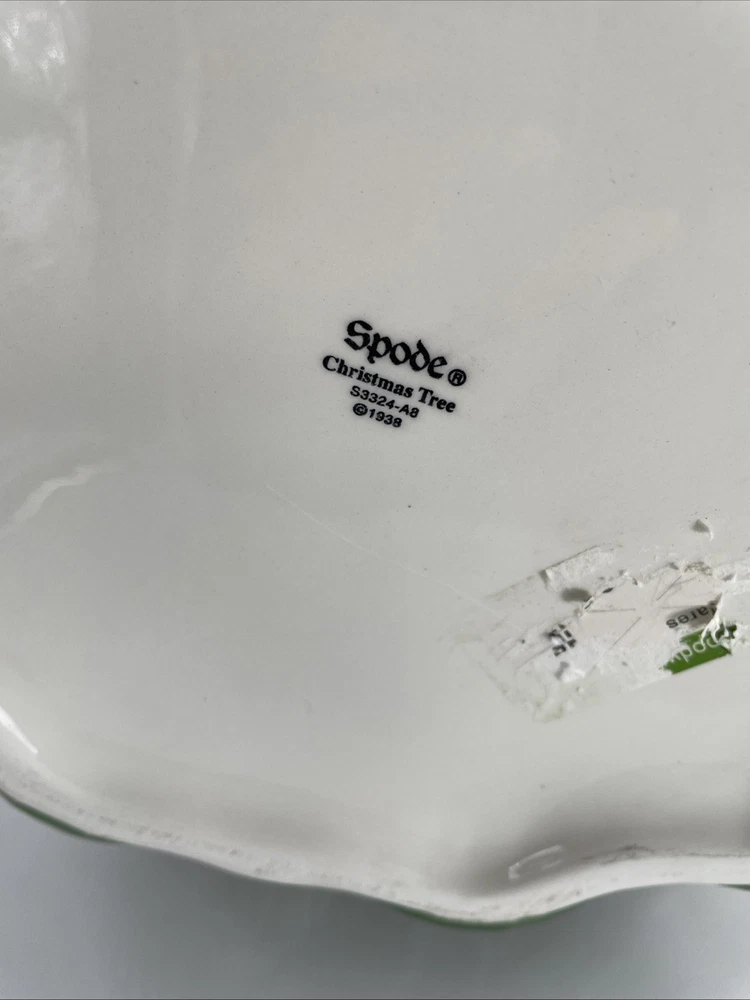 Spode®
Christmas Tree
S3324-A8
©1938